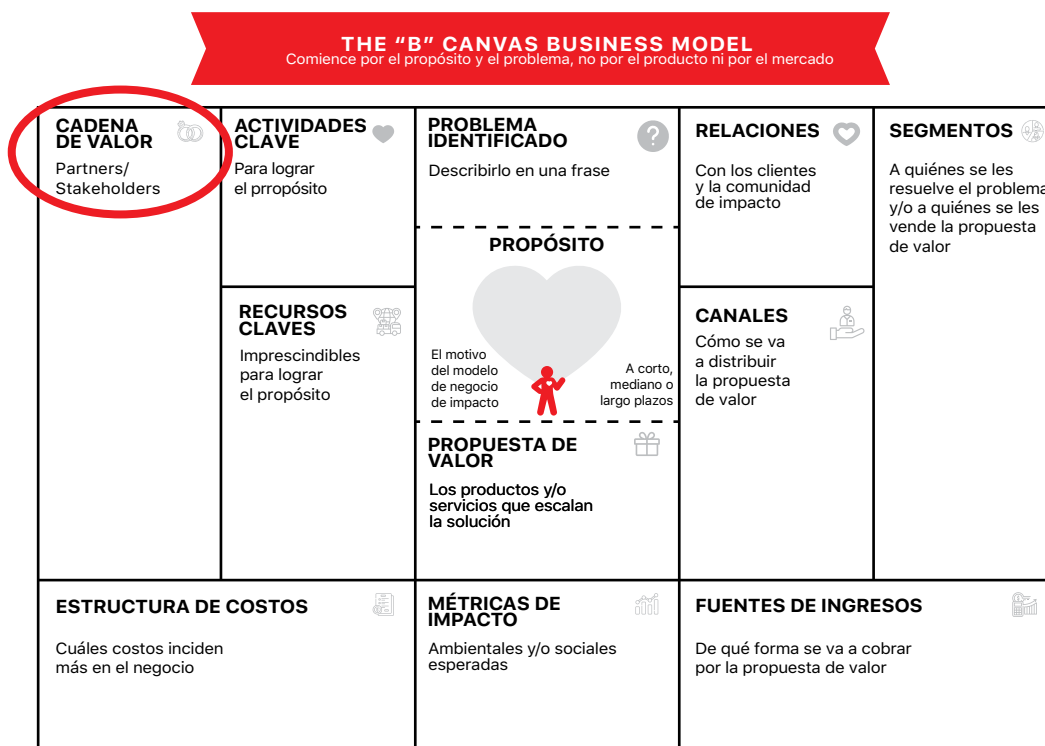 THE “B” CANVAS BUSINESS MODEL
Comience por el propósito y el problema, no por el producto ni por el mercado
CADENA
DE VALOR
Partners/
Stakeholders
ACTIVIDADES
CLAVE
Para lograr
el prropósito
RECURSOS
CLAVES
Imprescindibles
para lograr
el propósito
PROBLEMA
IDENTIFICADO
?
Describirlo en una frase
PROPÓSITO
El motivo
del modelo
de negocio
de impacto
A corto,
mediano o
largo plazos
PROPUESTA DE
VALOR
Los productos y/o
servicios que escalan
la solución
RELACIONES
Con los clientes
y la comunidad
de impacto
CANALES
Cómo se va
a distribuir
la propuesta
de valor
SEGMENTOS
A quiénes se les
resuelve el problema
y/o a quiénes se les
vende la propuesta
de valor
ESTRUCTURA DE COSTOS
Cuáles costos inciden
más en el negocio
MÉTRICAS DE
IMPACTO
Ambientales y/o sociales
esperadas
FUENTES DE INGRESOS
De qué forma se va a cobrar
por la propuesta de valor